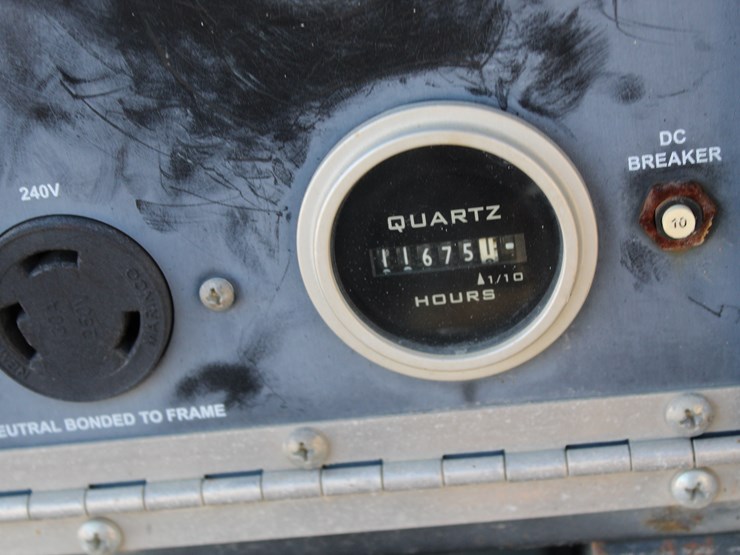 240V
QUARTZ
11675
1/10
HOURS
DC
BREAKER
10
EUTRAL BONDED TO FRAME